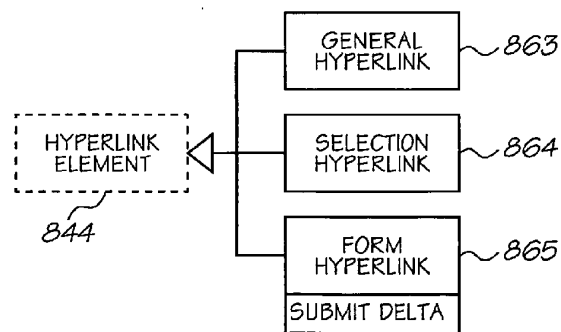 GENERAL
HYPERLINK
863
HYPERLINK
ELEMENT
844
SELECTION
HYPERLINK
864
FORM
HYPERLINK
865
SUBMIT DELTA